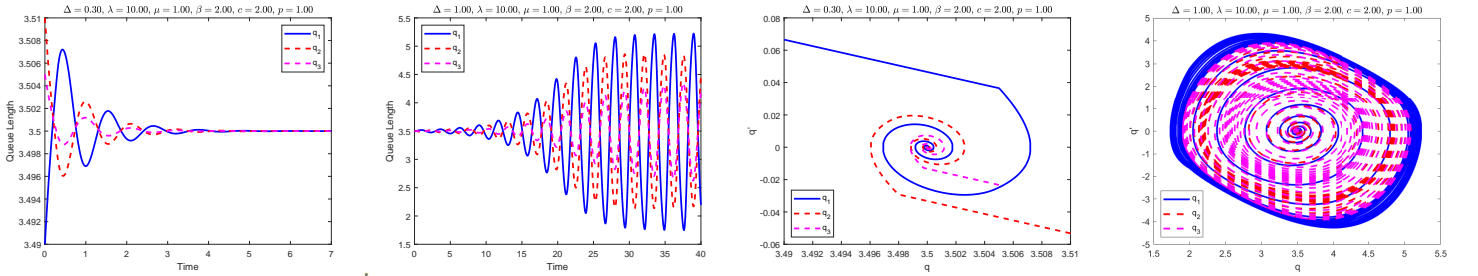 Δ = 0.30, λ = 10.00, μ = 1.00, β = 2.00, c = 2.00, p = 1.00
3.51
3.508
3.506
3.504
3.502
3.5
3.498
3.496
3.494
3.492
3.49
0 1 2 3 4 5 6 7
Queue Length
Time
q1
q2
q3
Δ = 1.00, λ = 10.00, μ = 1.00, β = 2.00, c = 2.00, p = 1.00
5.5
5
4.5
4
3.5
3
2.5
2
1.5
0 5 10 15 20 25 30 35 40
Queue Length
Time
q1
q2
q3
Δ = 0.30, λ = 10.00, μ = 1.00, β = 2.00, c = 2.00, p = 1.00
0.08
0.06
0.04
0.02
0
-0.02
-0.04
-0.06
3.49 3.492 3.494 3.496 3.498 3.5 3.502 3.504 3.506 3.508 3.51
q'
q
q1
q2
q3
Δ = 1.00, λ = 10.00, μ = 1.00, β = 2.00, c = 2.00, p = 1.00
5
4
3
2
1
0
-1
-2
-3
-4
-5
1.5 2 2.5 3 3.5 4 4.5 5 5.5
q'
q
q1
q2
q3